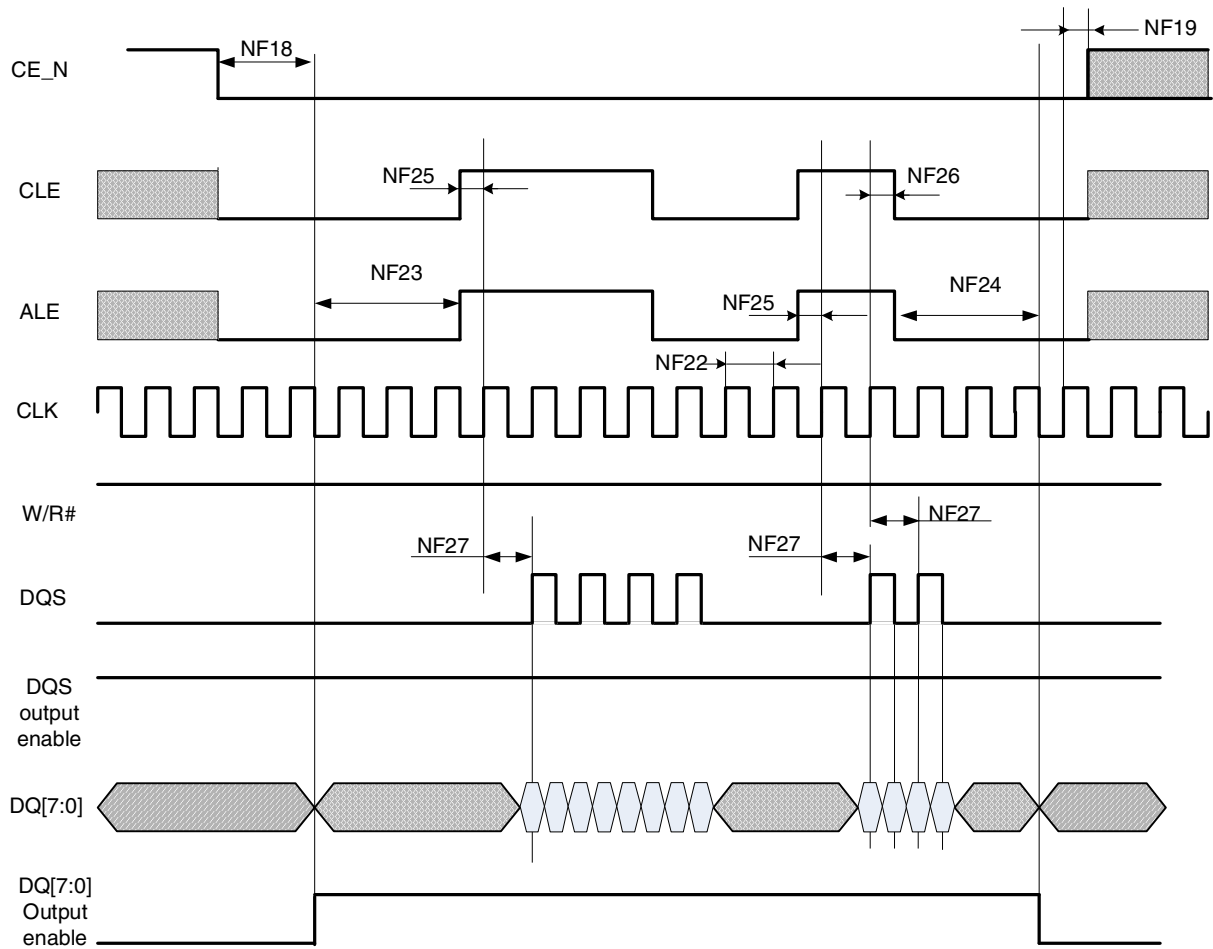 NF19
NF18
CE_N
NF25
NF26
CLE
NF23
NF24
NF25
ALE
NF22
CLK
W/R#
NF27
NF27
NF27
DQS
DQS
output
enable
DQ[7:0]
DQ[7:0]
Output
enable